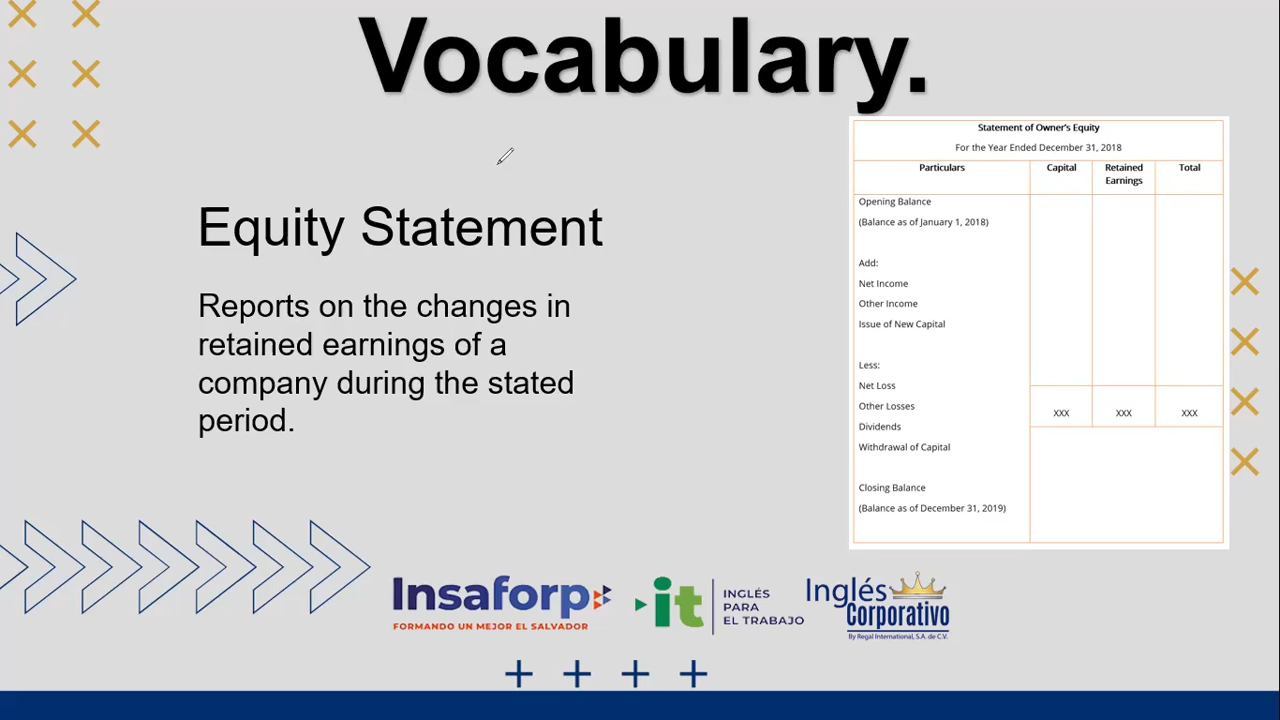 Vocabulary.
Equity Statement
Reports on the changes in
retained earnings of a
company during the stated
period.
Statement of Owner's Equity
For the Year Ended December 31, 2018
Particulars Capital Retained Earnings Total
Opening Balance
(Balance as of January 1, 2018)
Add:
Net Income
Other Income
Issue of New Capital
Less:
Net Loss
Other Losses
Dividends
Withdrawal of Capital
XXX XXX XXX
Closing Balance
(Balance as of December 31, 2019)
Insaforp
FORMANDO UN MEJOR EL SALVADOR
it
INGLÉS
PARA
EL TRABAJO
Inglés
Corporativo
By Regal International, S.A. de C.V.